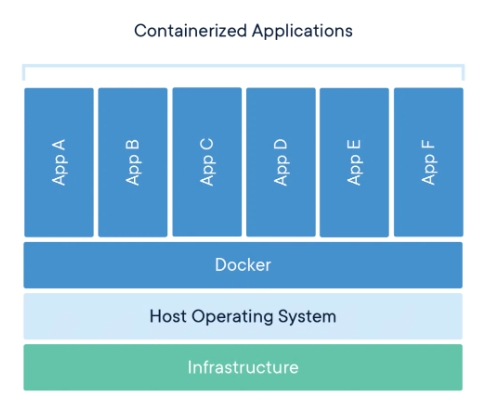 Containerized Applications
App A
App B
App C
App D
App E
App F
Docker
Host Operating System
Infrastructure